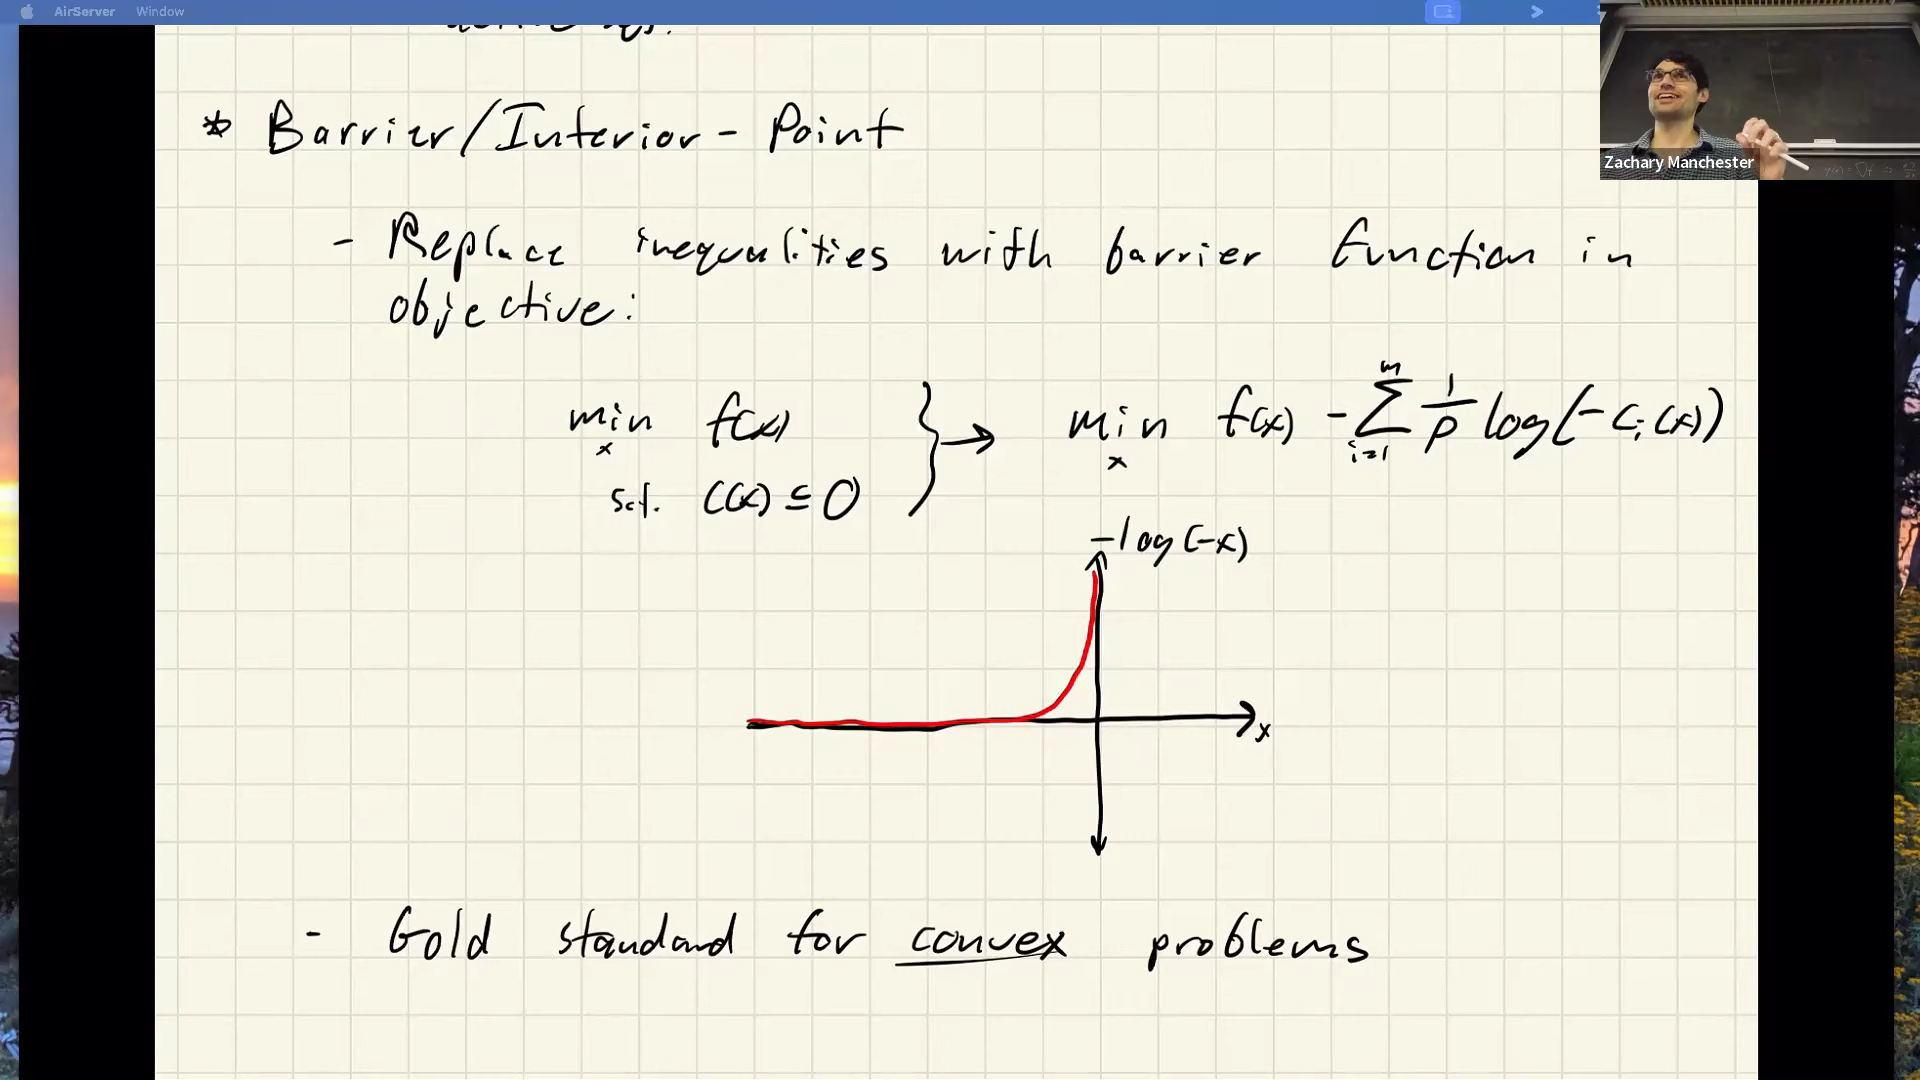 AirServer Window
* Barrier/Interior-Point
Zachary Manchester
- Replace inequalities with barrier function in
objective:
min f(x) } → min f(x) - Σ 1/ρ log(-cᵢ(x))
x x i=1 m
s.t. C(x) ≤ 0
-log(-x)
x
- Gold standard for convex problems